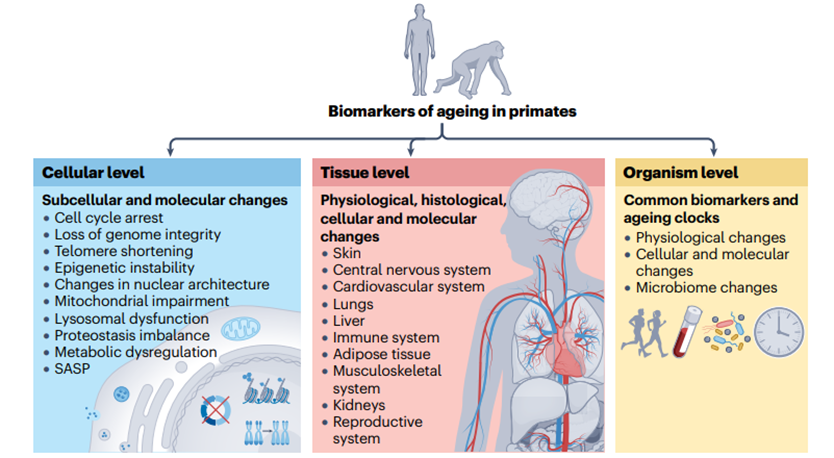 Biomarkers of ageing in primates
Cellular level
Subcellular and molecular changes
• Cell cycle arrest
• Loss of genome integrity
• Telomere shortening
• Epigenetic instability
• Changes in nuclear architecture
• Mitochondrial impairment
• Lysosomal dysfunction
• Proteostasis imbalance
• Metabolic dysregulation
• SASP
Tissue level
Physiological, histological,
cellular and molecular
changes
• Skin
• Central nervous system
• Cardiovascular system
• Lungs
• Liver
• Immune system
• Adipose tissue
• Musculoskeletal
system
• Kidneys
• Reproductive
system
Organism level
Common biomarkers and
ageing clocks
• Physiological changes
• Cellular and molecular
changes
• Microbiome changes